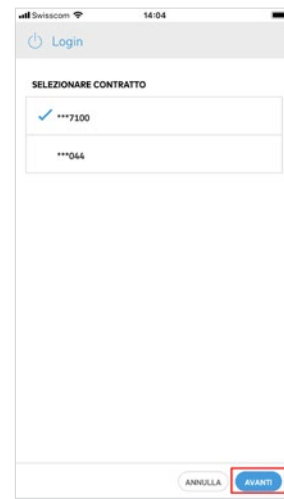 Swisscom 14:04
Login
SELEZIONARE CONTRATTO
***7100
***044
ANNULLA AVANTI